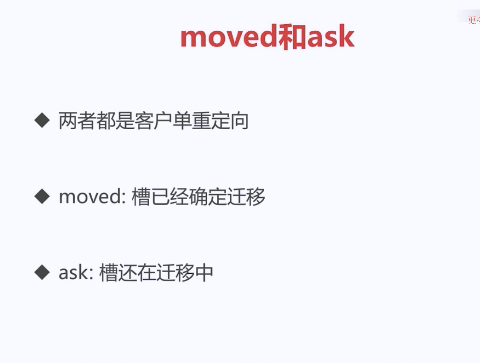 moved和ask
◆ 两者都是客户单重定向
◆ moved: 槽已经确定迁移
◆ ask: 槽还在迁移中